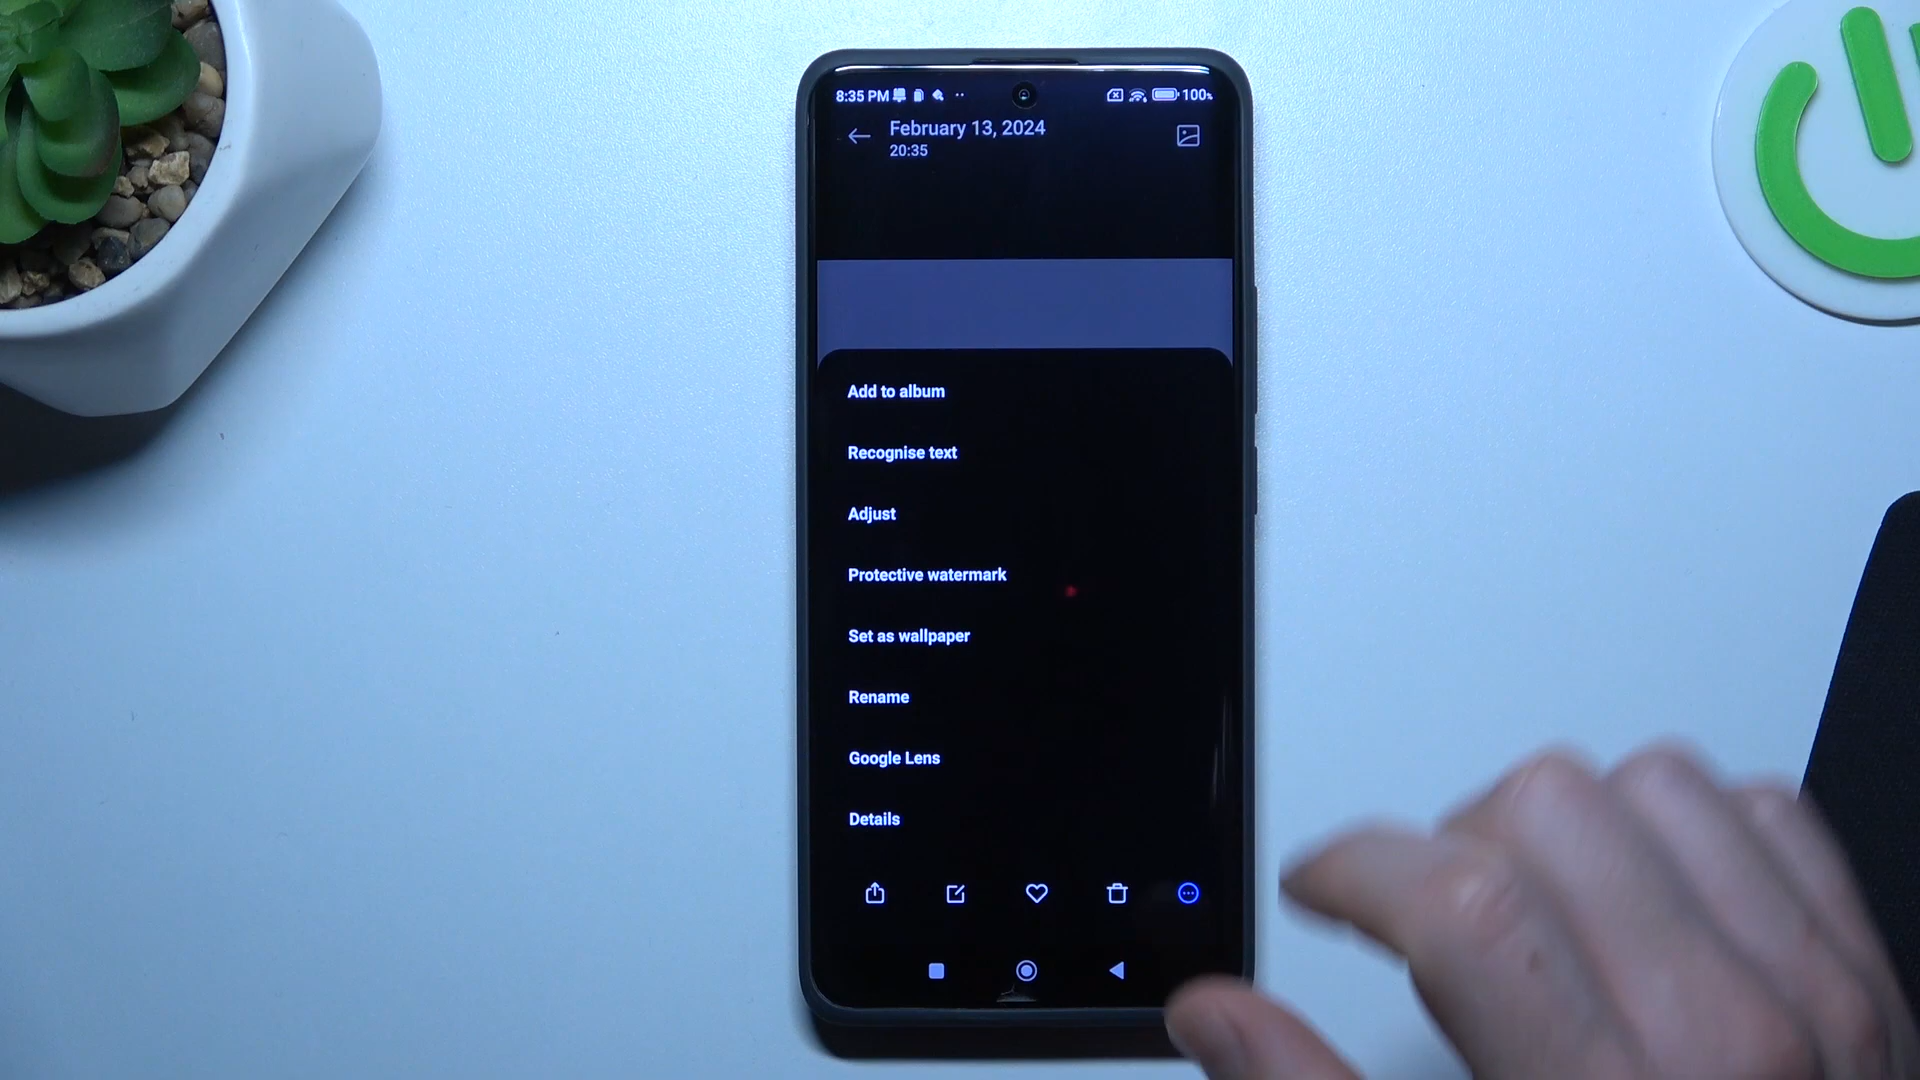 8:35 PM 100%
February 13, 2024
20:35
Add to album
Recognise text
Adjust
Protective watermark
Set as wallpaper
Rename
Google Lens
Details